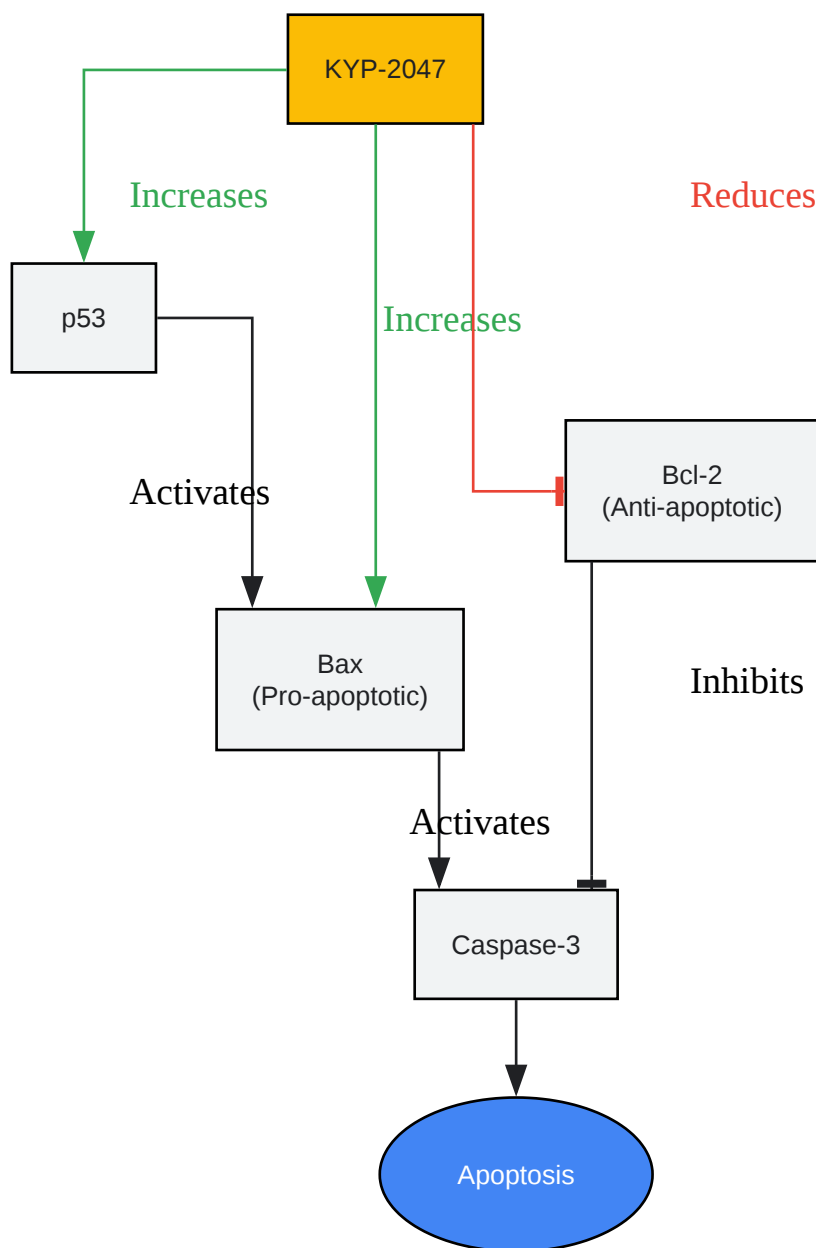 KYP-2047
Increases
Reduces
p53
Increases
Bcl-2
(Anti-apoptotic)
Activates
Bax
(Pro-apoptotic)
Inhibits
Activates
Caspase-3
Apoptosis